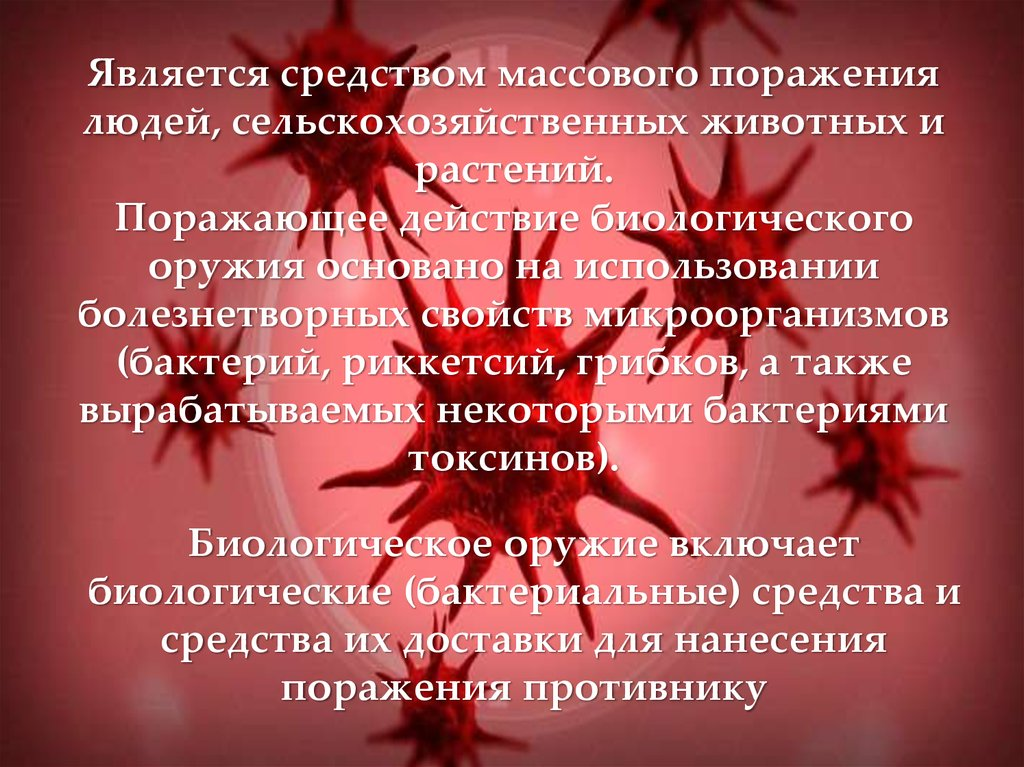 Является средством массового поражения
людей, сельскохозяйственных животных и
растений.
Поражающее действие биологического
оружия основано на использовании
болезнетворных свойств микроорганизмов
(бактерий, риккетсий, грибков, а также
вырабатываемых некоторыми бактериями
токсинов).
Биологическое оружие включает
биологические (бактериальные) средства и
средства их доставки для нанесения
поражения противнику